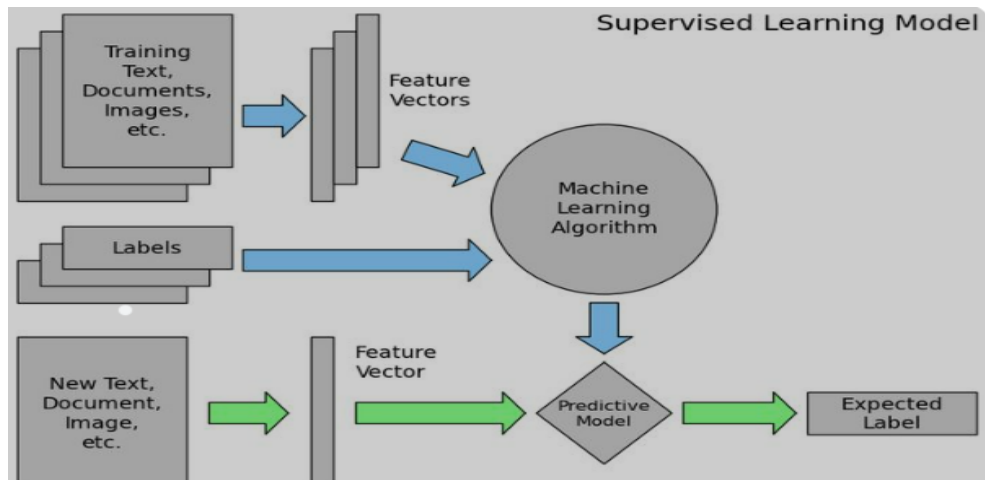 Supervised Learning Model
Training
Text,
Documents,
Images,
etc.
Feature
Vectors
Machine
Learning
Algorithm
Labels
New Text,
Document,
Image,
etc.
Feature
Vector
Predictive
Model
Expected
Label